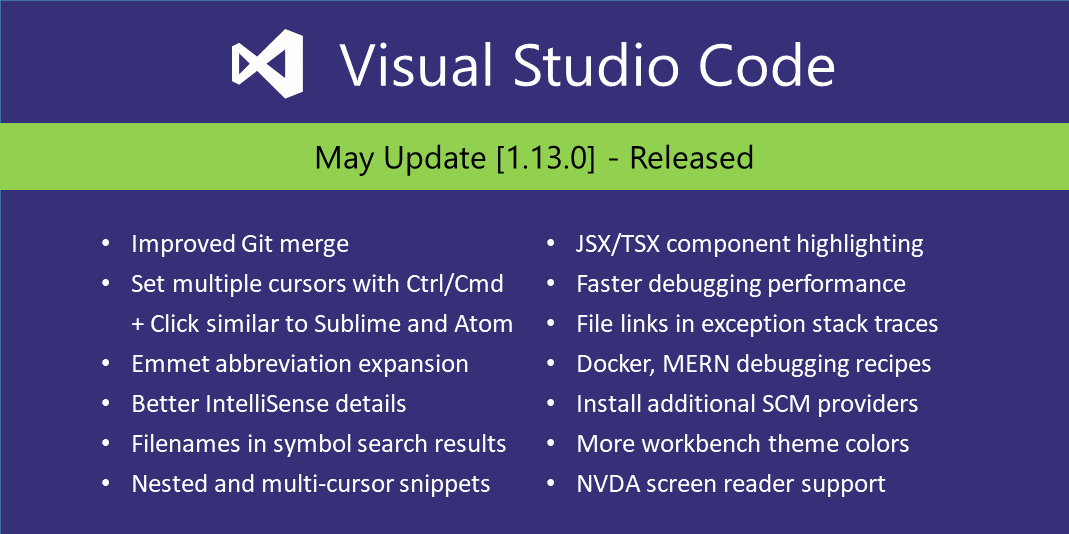 Visual Studio Code
May Update [1.13.0] - Released
• Improved Git merge
• Set multiple cursors with Ctrl/Cmd
+ Click similar to Sublime and Atom
• Emmet abbreviation expansion
• Better IntelliSense details
• Filenames in symbol search results
• Nested and multi-cursor snippets
• JSX/TSX component highlighting
• Faster debugging performance
• File links in exception stack traces
• Docker, MERN debugging recipes
• Install additional SCM providers
• More workbench theme colors
• NVDA screen reader support